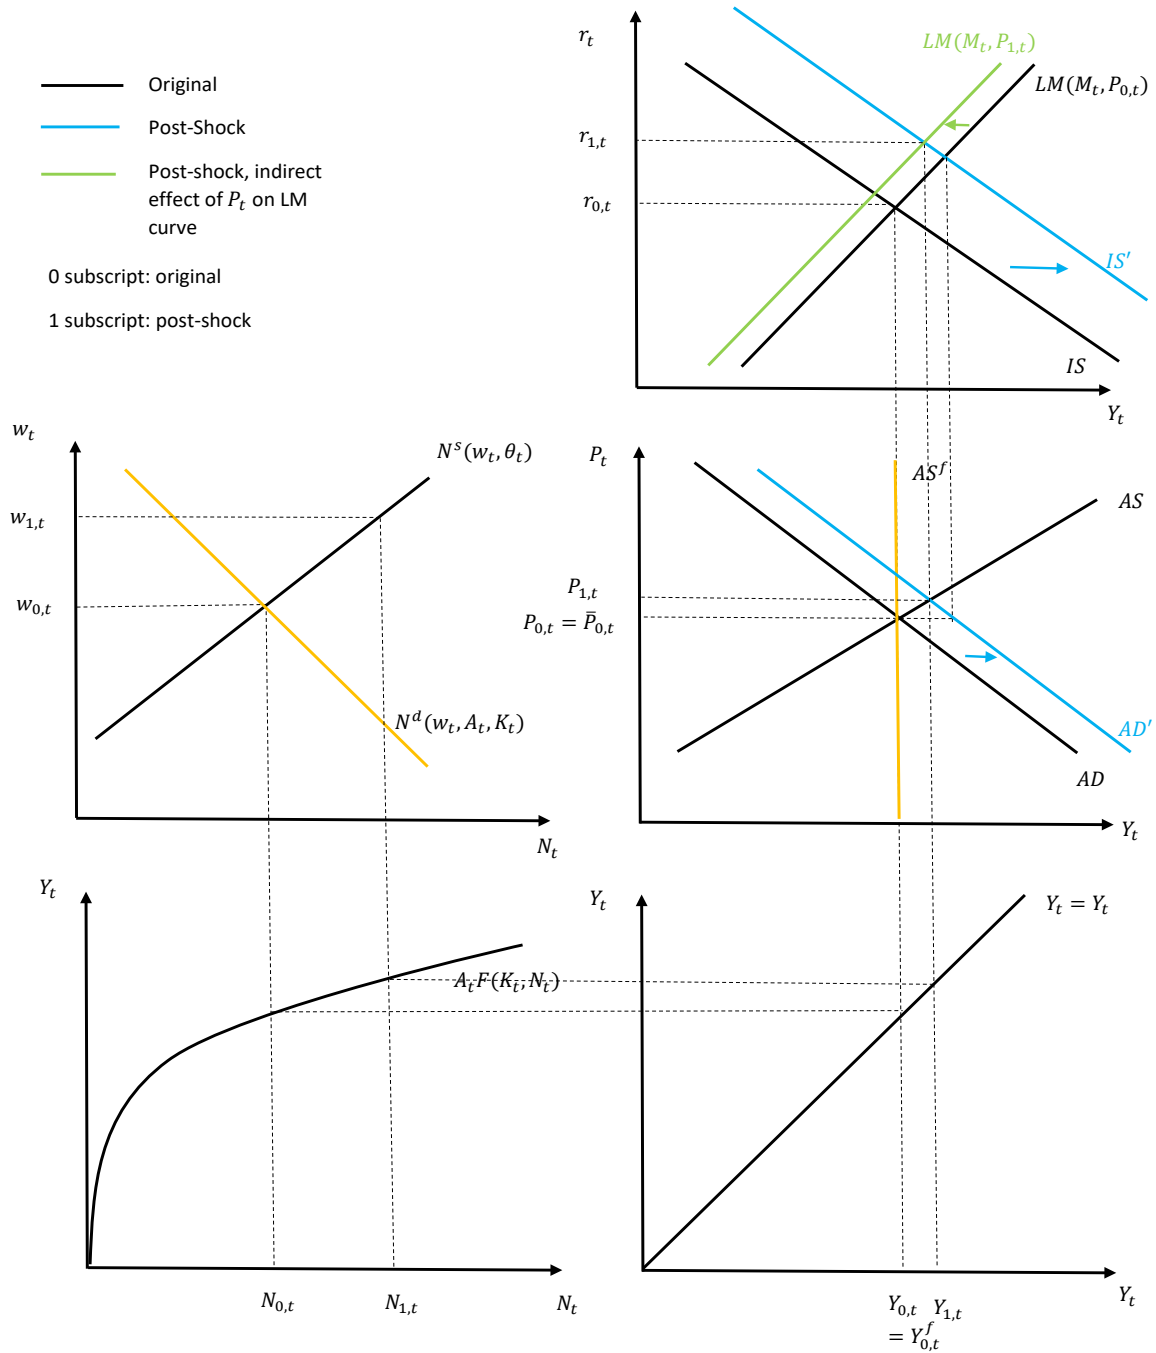 Original
Post-Shock
Post-shock, indirect
effect of P_t on LM
curve
0 subscript: original
1 subscript: post-shock
r_t
LM(M_t, P_{1,t})
LM(M_t, P_{0,t})
r_{1,t}
r_{0,t}
IS′
IS
Y_t
w_t
N^s(w_t, θ_t)
w_{1,t}
w_{0,t}
N^d(w_t, A_t, K_t)
N_t
P_t
AS^f
AS
P_{1,t}
P_{0,t} = P̄_{0,t}
AD′
AD
Y_t
Y_t
A_tF(K_t, N_t)
N_{0,t}
N_{1,t}
N_t
Y_t
Y_t = Y_t
Y_{0,t}
Y_{1,t}
= Y^f_{0,t}
Y_t